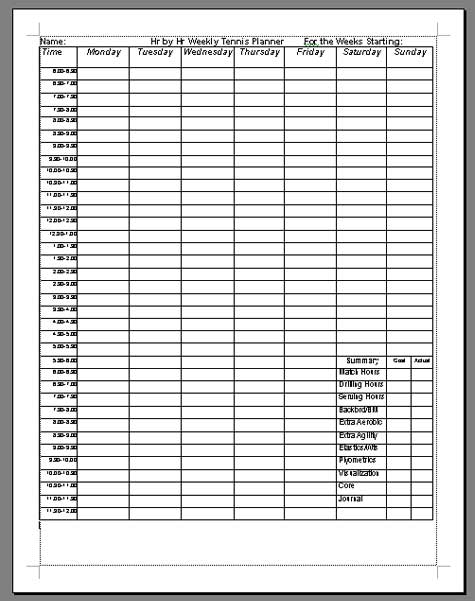 Name: Hr by Hr Weekly Tennis Planner For the Weeks Starting:
Time Monday Tuesday Wednesday Thursday Friday Saturday Sunday
6.00-6.30
6.30-7.00
7.00-7.30
7.30-8.00
8.00-8.30
8.30-9.00
9.00-9.30
9.30-10.00
10.00-10.30
10.30-11.00
11.00-11.30
11.30-12.00
12.00-12.30
12.30-1.00
1.00-1.30
1.30-2.00
2.00-2.30
2.30-3.00
3.00-3.30
3.30-4.00
4.00-4.30
4.30-5.00
5.00-5.30
5.30-6.00 Summary Goal Actual
6.00-6.30 Match Hours
6.30-7.00 Drilling Hours
7.00-7.30 Serving Hours
7.30-8.00 Backbrd/Bll
8.00-8.30 Extra Aerobic
8.30-9.00 Extra Agility
9.00-9.30 Elastics/Wts
9.30-10.00 Plyometrics
10.00-10.30 Visualization
10.30-11.00 Core
11.00-11.30 Journal
11.30-12.00